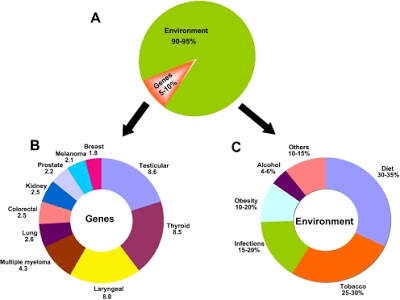 A
Environment
90-95%
Genes
5-10%
B
Breast
1.8
Melanoma
2.1
Prostate
2.2
Kidney
2.5
Colorectal
2.5
Lung
2.6
Multiple myeloma
4.3
Laryngeal
8.0
Thyroid
8.5
Testicular
8.6
Genes
C
Others
10-15%
Alcohol
4-6%
Obesity
10-20%
Infections
15-20%
Tobacco
25-30%
Diet
30-35%
Environment